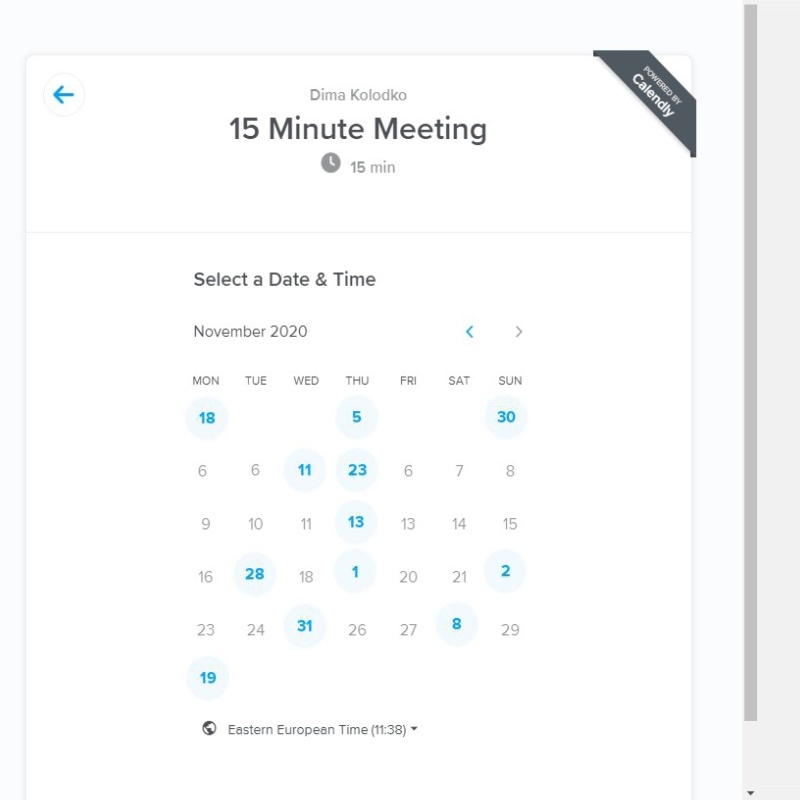 POWERED BY
Calendly
Dima Kolodko
15 Minute Meeting
15 min
Select a Date & Time
November 2020
MON TUE WED THU FRI SAT SUN
18 5 30
6 6 11 23 6 7 8
9 10 11 13 13 14 15
16 28 18 1 20 21 2
23 24 31 26 27 8 29
19
Eastern European Time (11:38)